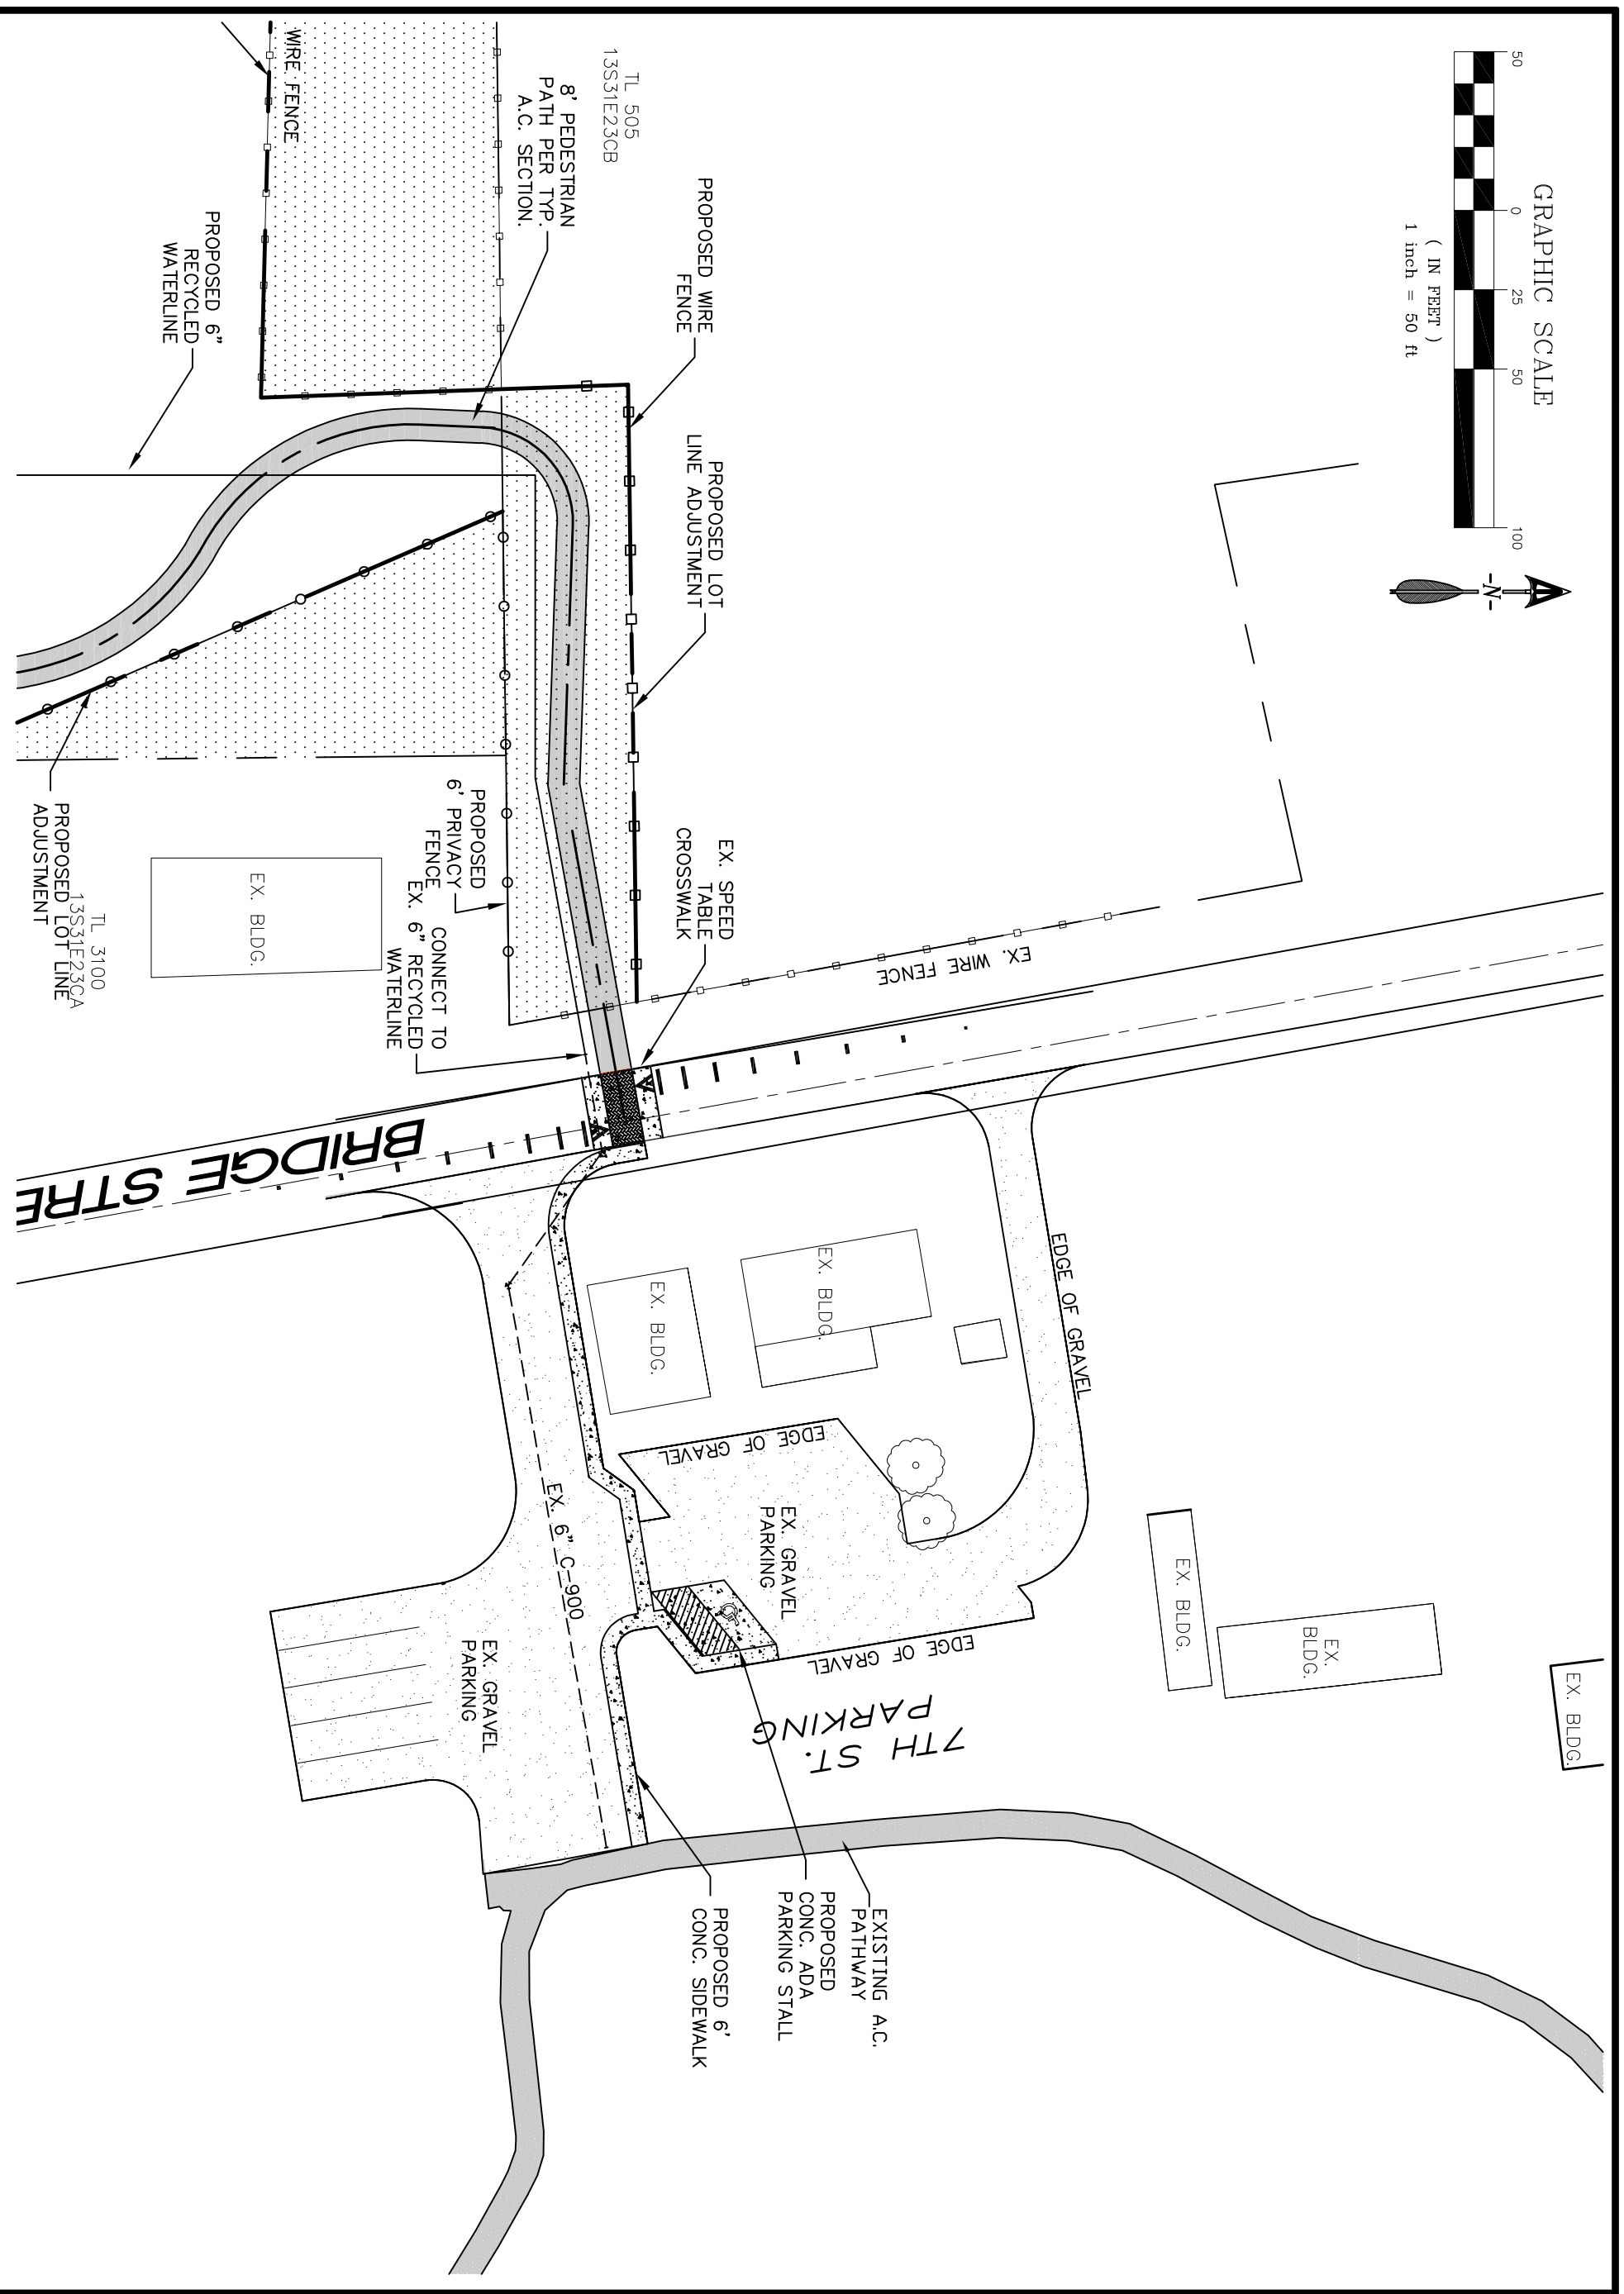 GRAPHIC SCALE
50
0
25
50
100
( IN FEET )
1 inch = 50 ft
-N-
TL 505
13S31E23CB
8' PEDESTRIAN
PATH PER TYP.
A.C. SECTION.
WIRE FENCE
PROPOSED WIRE
FENCE
PROPOSED LOT
LINE ADJUSTMENT
PROPOSED 6"
RECYCLED
WATERLINE
EX. SPEED
TABLE
CROSSWALK
PROPOSED
6' PRIVACY
FENCE
CONNECT TO
EX. 6" RECYCLED
WATERLINE
EX. BLDG.
TL 3100
13S31E23CA
PROPOSED LOT LINE
ADJUSTMENT
EX. WIRE FENCE
BRIDGE STRE
EDGE OF GRAVEL
EX. BLDG.
EX. BLDG.
EDGE OF GRAVEL
EX. GRAVEL
PARKING
EX. 6" C-900
EDGE OF GRAVEL
EX. GRAVEL
PARKING
7TH ST.
PARKING
EX. BLDG.
EX.
BLDG.
EX. BLDG.
EXISTING A.C.
PATHWAY
PROPOSED
CONC. ADA
PARKING STALL
PROPOSED 6'
CONC. SIDEWALK